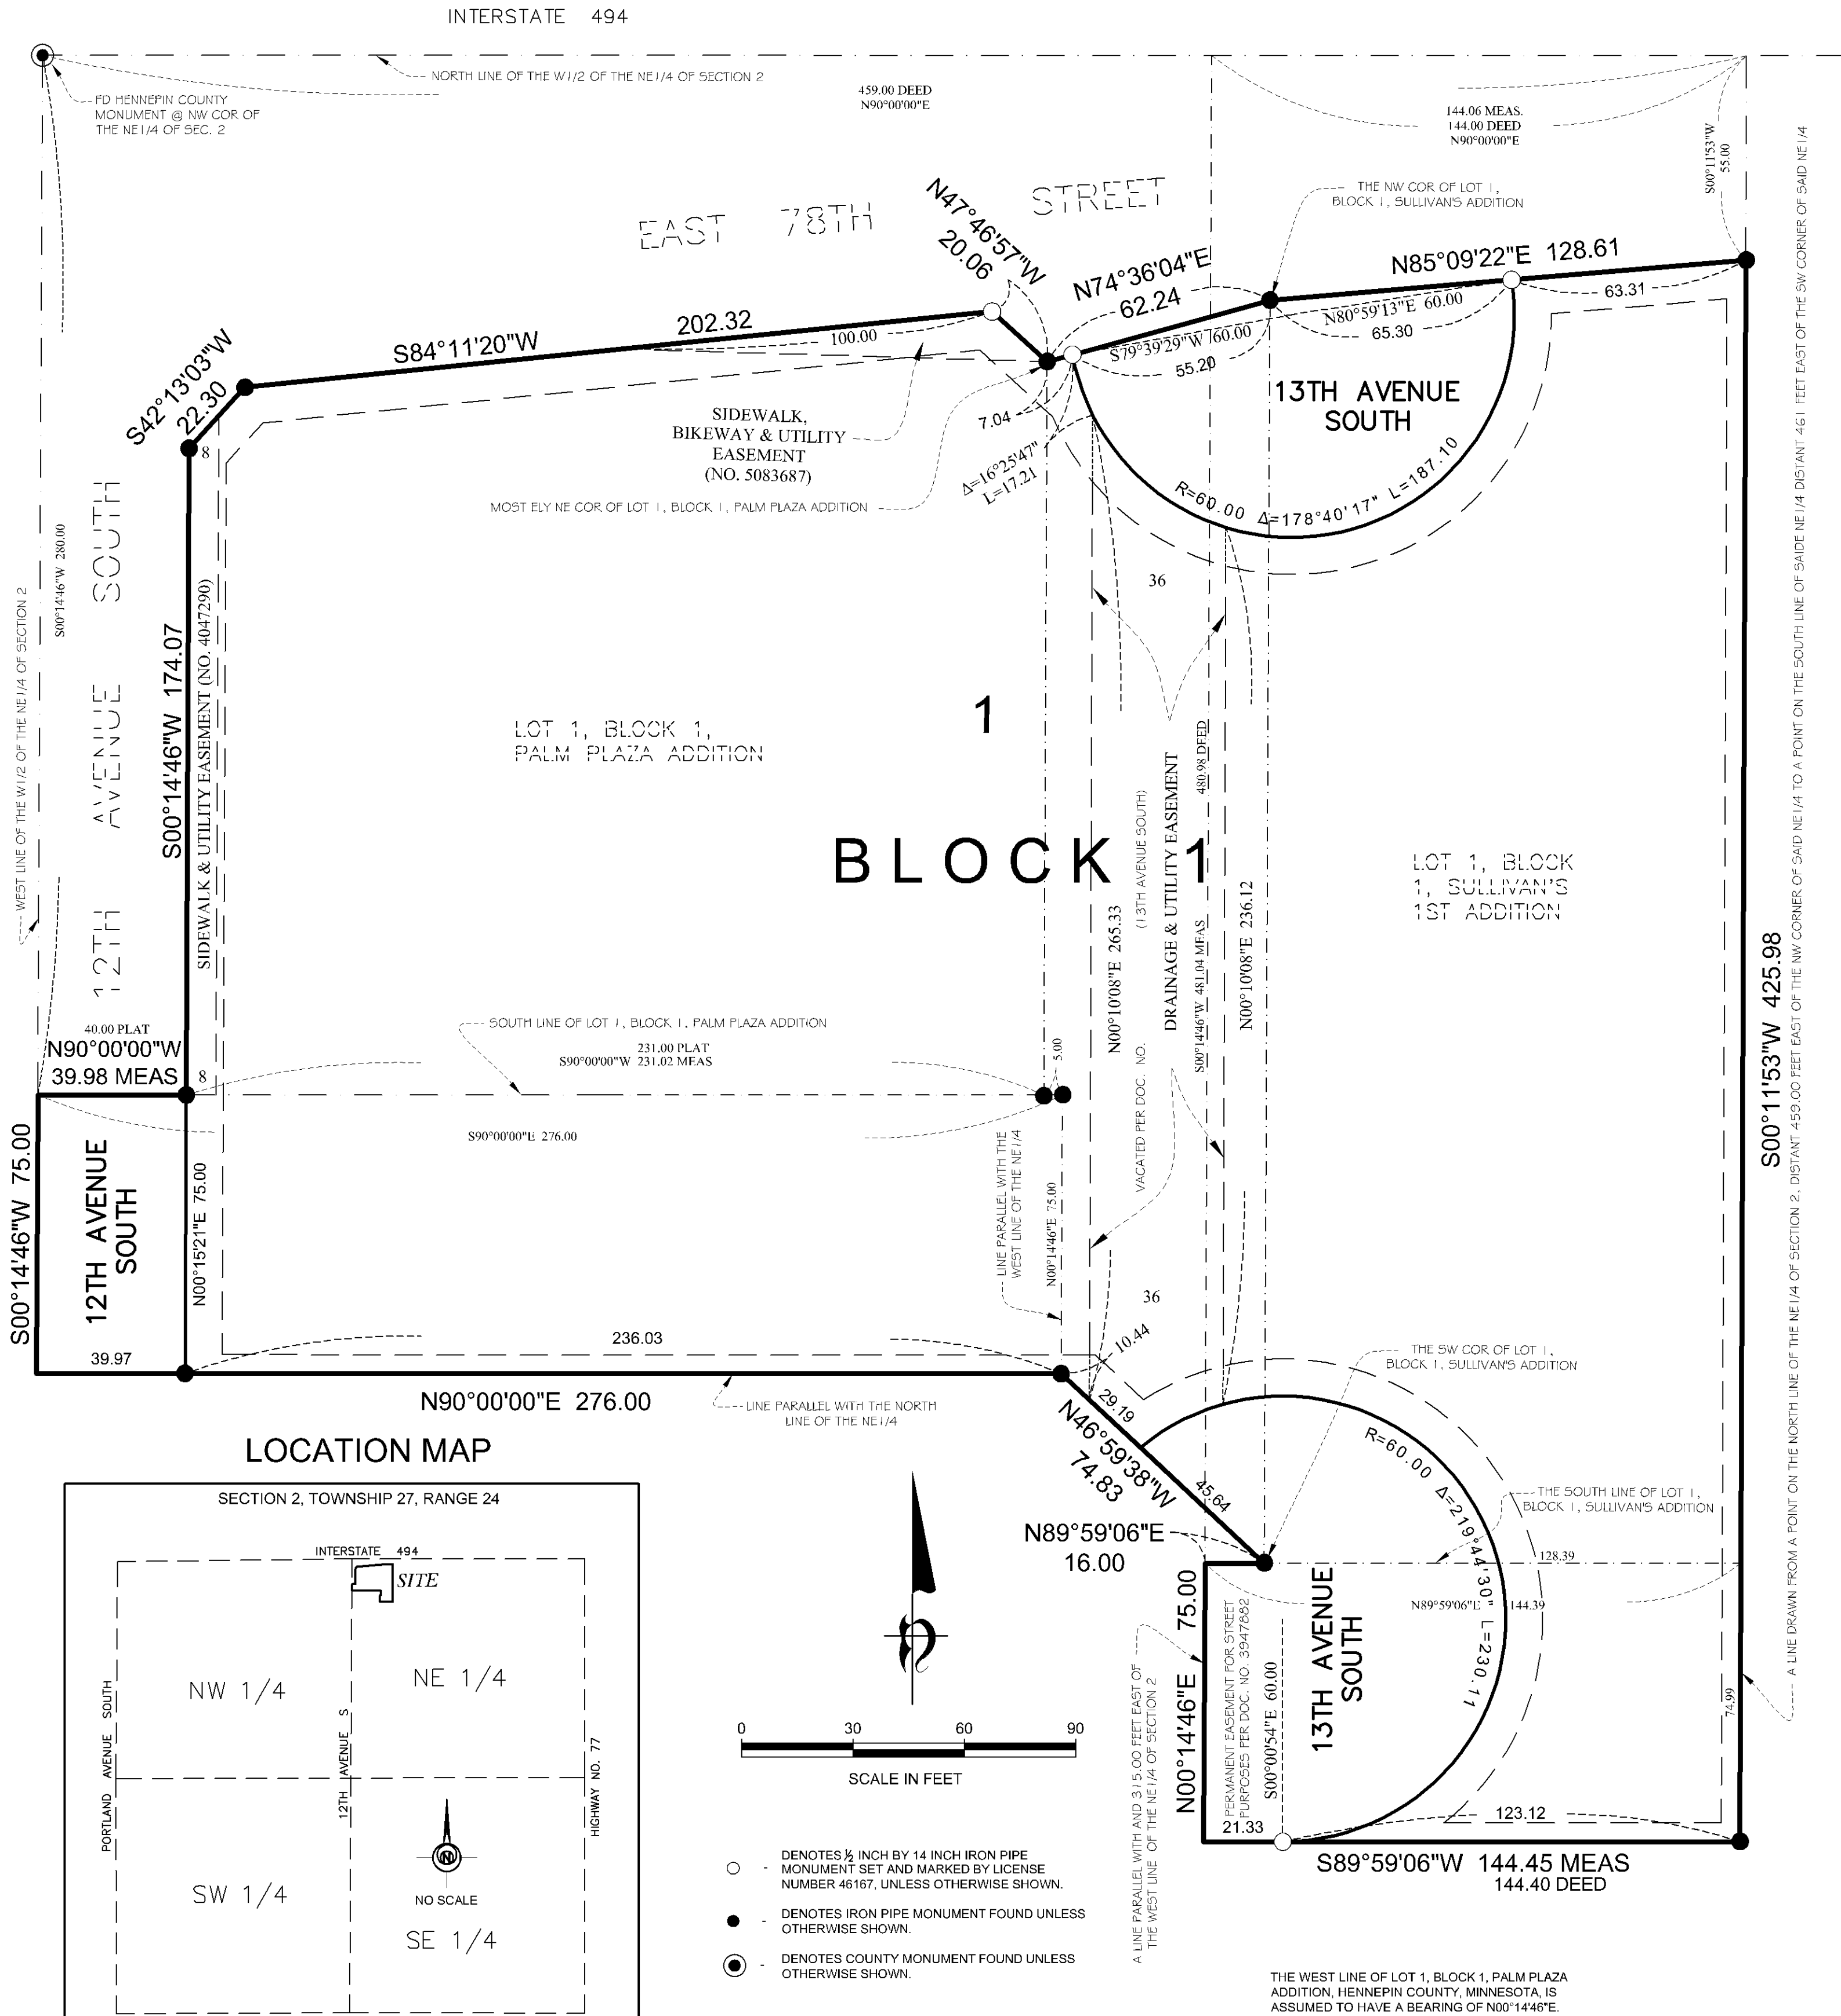 INTERSTATE 494
NORTH LINE OF THE W1/2 OF THE NE1/4 OF SECTION 2
FD HENNEPIN COUNTY
MONUMENT @ NW COR OF
THE NE1/4 OF SEC. 2
459.00 DEED
N90°00'00"E
144.06 MEAS.
144.00 DEED
N90°00'00"E
S00°11'53"W
55.00
EAST 78TH STREET
THE NW COR OF LOT 1,
BLOCK 1, SULLIVAN'S ADDITION
N47°46'57"W
20.06
N74°36'04"E
62.24
N85°09'22"E 128.61
63.31
N80°59'13"E 60.00
65.30
S79°39'29"W 60.00
55.20
S84°11'20"W
202.32
100.00
S42°13'03"W
22.30
8
7.04
Δ=16°25'47"
L=17.21
13TH AVENUE
SOUTH
R=60.00 Δ=178°40'17" L=187.10
SIDEWALK,
BIKEWAY & UTILITY
EASEMENT
(NO. 5083687)
MOST ELY NE COR OF LOT 1, BLOCK 1, PALM PLAZA ADDITION
WEST LINE OF THE W1/2 OF THE NE1/4 OF SECTION 2
S00°14'46"W 280.00
12TH AVENUE SOUTH
S00°14'46"W 174.07
SIDEWALK & UTILITY EASEMENT (NO. 4047290)
36
LOT 1, BLOCK 1,
PALM PLAZA ADDITION
1
BLOCK 1
N00°10'08"E 265.33
VACATED PER DOC. NO.
(13TH AVENUE SOUTH)
DRAINAGE & UTILITY EASEMENT
480.98 DEED
S00°14'46"W 481.04 MEAS
N00°10'08"E 236.12
LOT 1, BLOCK
1, SULLIVAN'S
1ST ADDITION
S00°11'53"W 425.98
A LINE DRAWN FROM A POINT ON THE NORTH LINE OF THE NE1/4 OF SECTION 2, DISTANT 459.00 FEET EAST OF THE NW CORNER OF SAID NE1/4 TO A POINT ON THE SOUTH LINE OF SAIDE NE1/4 DISTANT 461 FEET EAST OF THE SW CORNER OF SAID NE1/4
40.00 PLAT
N90°00'00"W
39.98 MEAS
8
SOUTH LINE OF LOT 1, BLOCK 1, PALM PLAZA ADDITION
231.00 PLAT
S90°00'00"W 231.02 MEAS
5.00
S90°00'00"E 276.00
S00°14'46"W 75.00
12TH AVENUE
SOUTH
N00°15'21"E 75.00
LINE PARALLEL WITH THE
WEST LINE OF THE NE1/4
N00°14'46"E 75.00
36
39.97
236.03
10.44
N90°00'00"E 276.00
LINE PARALLEL WITH THE NORTH
LINE OF THE NE1/4
29.19
N46°59'38"W
74.83
45.64
THE SW COR OF LOT 1,
BLOCK 1, SULLIVAN'S ADDITION
R=60.00 Δ=219°44'30" L=230.11
THE SOUTH LINE OF LOT 1,
BLOCK 1, SULLIVAN'S ADDITION
N89°59'06"E
16.00
128.39
N89°59'06"E 144.39
N00°14'46"E 75.00
PERMANENT EASEMENT FOR STREET
PURPOSES PER DOC. NO. 3947882
S00°00'54"E 60.00
13TH AVENUE
SOUTH
74.99
A LINE PARALLEL WITH AND 315.00 FEET EAST OF
THE WEST LINE OF THE NE1/4 OF SECTION 2
21.33
123.12
S89°59'06"W 144.45 MEAS
144.40 DEED
LOCATION MAP
SECTION 2, TOWNSHIP 27, RANGE 24
INTERSTATE 494
SITE
NW 1/4
NE 1/4
PORTLAND AVENUE SOUTH
12TH AVENUE S
HIGHWAY NO. 77
N
NO SCALE
SW 1/4
SE 1/4
0 30 60 90
SCALE IN FEET
- DENOTES ½ INCH BY 14 INCH IRON PIPE
MONUMENT SET AND MARKED BY LICENSE
NUMBER 46167, UNLESS OTHERWISE SHOWN.
- DENOTES IRON PIPE MONUMENT FOUND UNLESS
OTHERWISE SHOWN.
- DENOTES COUNTY MONUMENT FOUND UNLESS
OTHERWISE SHOWN.
THE WEST LINE OF LOT 1, BLOCK 1, PALM PLAZA
ADDITION, HENNEPIN COUNTY, MINNESOTA, IS
ASSUMED TO HAVE A BEARING OF N00°14'46"E.